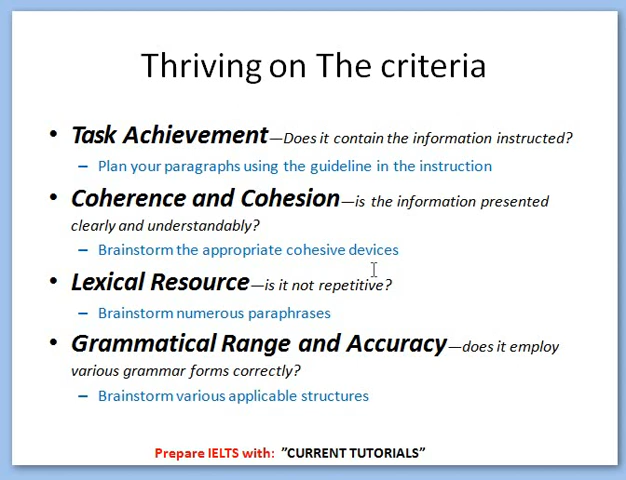 Thriving on The criteria
• Task Achievement—Does it contain the information instructed?
– Plan your paragraphs using the guideline in the instruction
• Coherence and Cohesion—is the information presented
clearly and understandably?
– Brainstorm the appropriate cohesive devices
• Lexical Resource—is it not repetitive?
– Brainstorm numerous paraphrases
• Grammatical Range and Accuracy—does it employ
various grammar forms correctly?
– Brainstorm various applicable structures
Prepare IELTS with: ”CURRENT TUTORIALS”